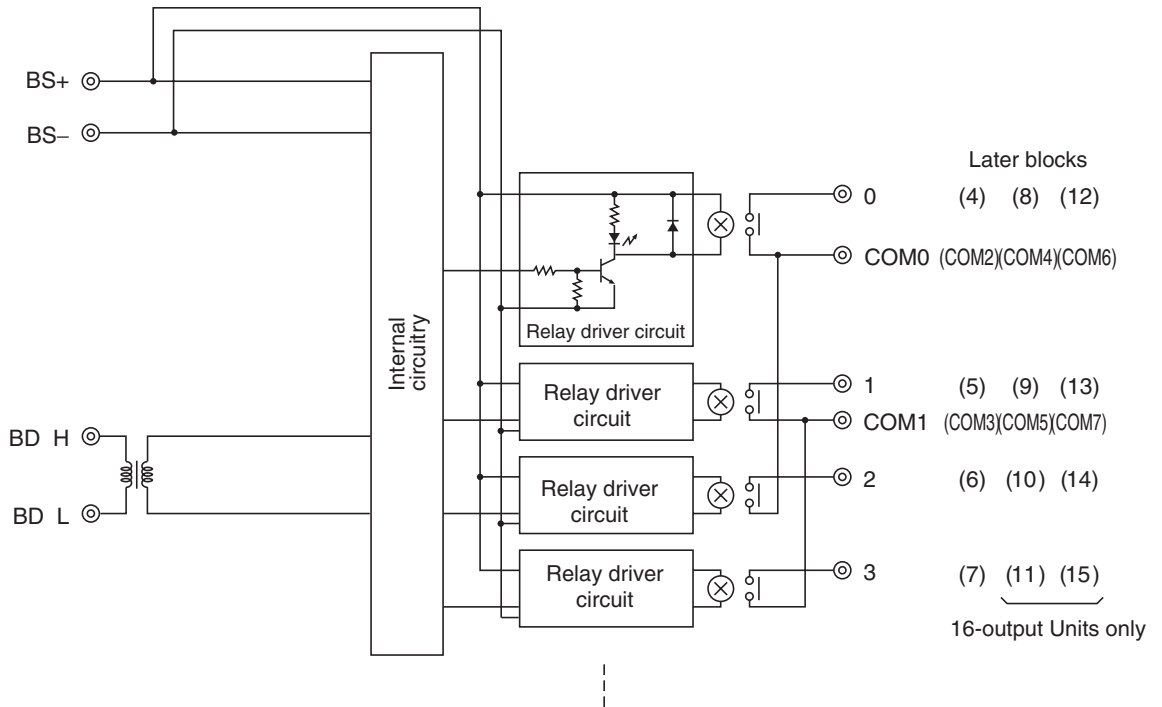 BS+
BS–
Later blocks
0 (4) (8) (12)
COM0 (COM2)(COM4)(COM6)
Relay driver circuit
Internal
circuitry
Relay driver
circuit
1 (5) (9) (13)
COM1 (COM3)(COM5)(COM7)
BD H
BD L
Relay driver
circuit
2 (6) (10) (14)
Relay driver
circuit
3 (7) (11) (15)
16-output Units only